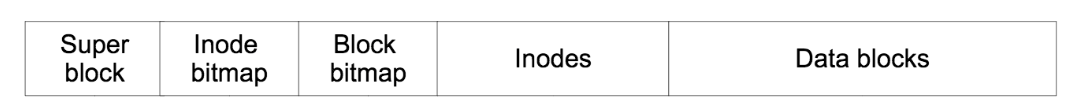 Super
block
Inode
bitmap
Block
bitmap
Inodes
Data blocks